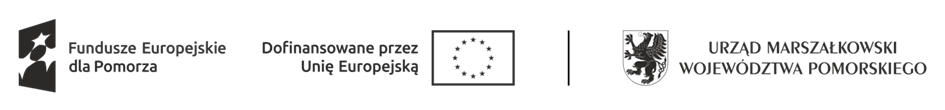 Fundusze Europejskie
dla Pomorza
Dofinansowane przez
Unię Europejską
URZĄD MARSZAŁKOWSKI
WOJEWÓDZTWA POMORSKIEGO